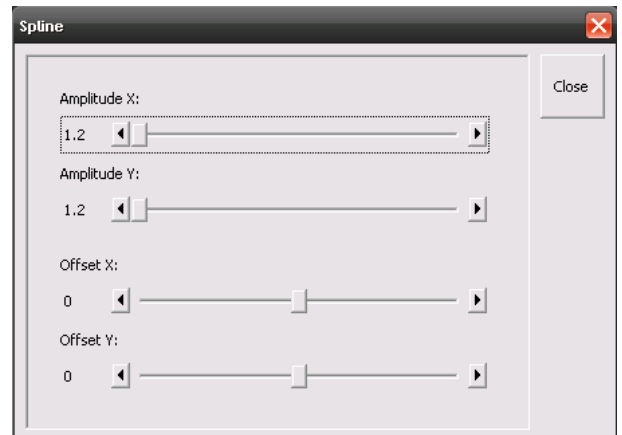 Spline
Close
Amplitude X:
1.2
Amplitude Y:
1.2
Offset X:
0
Offset Y:
0